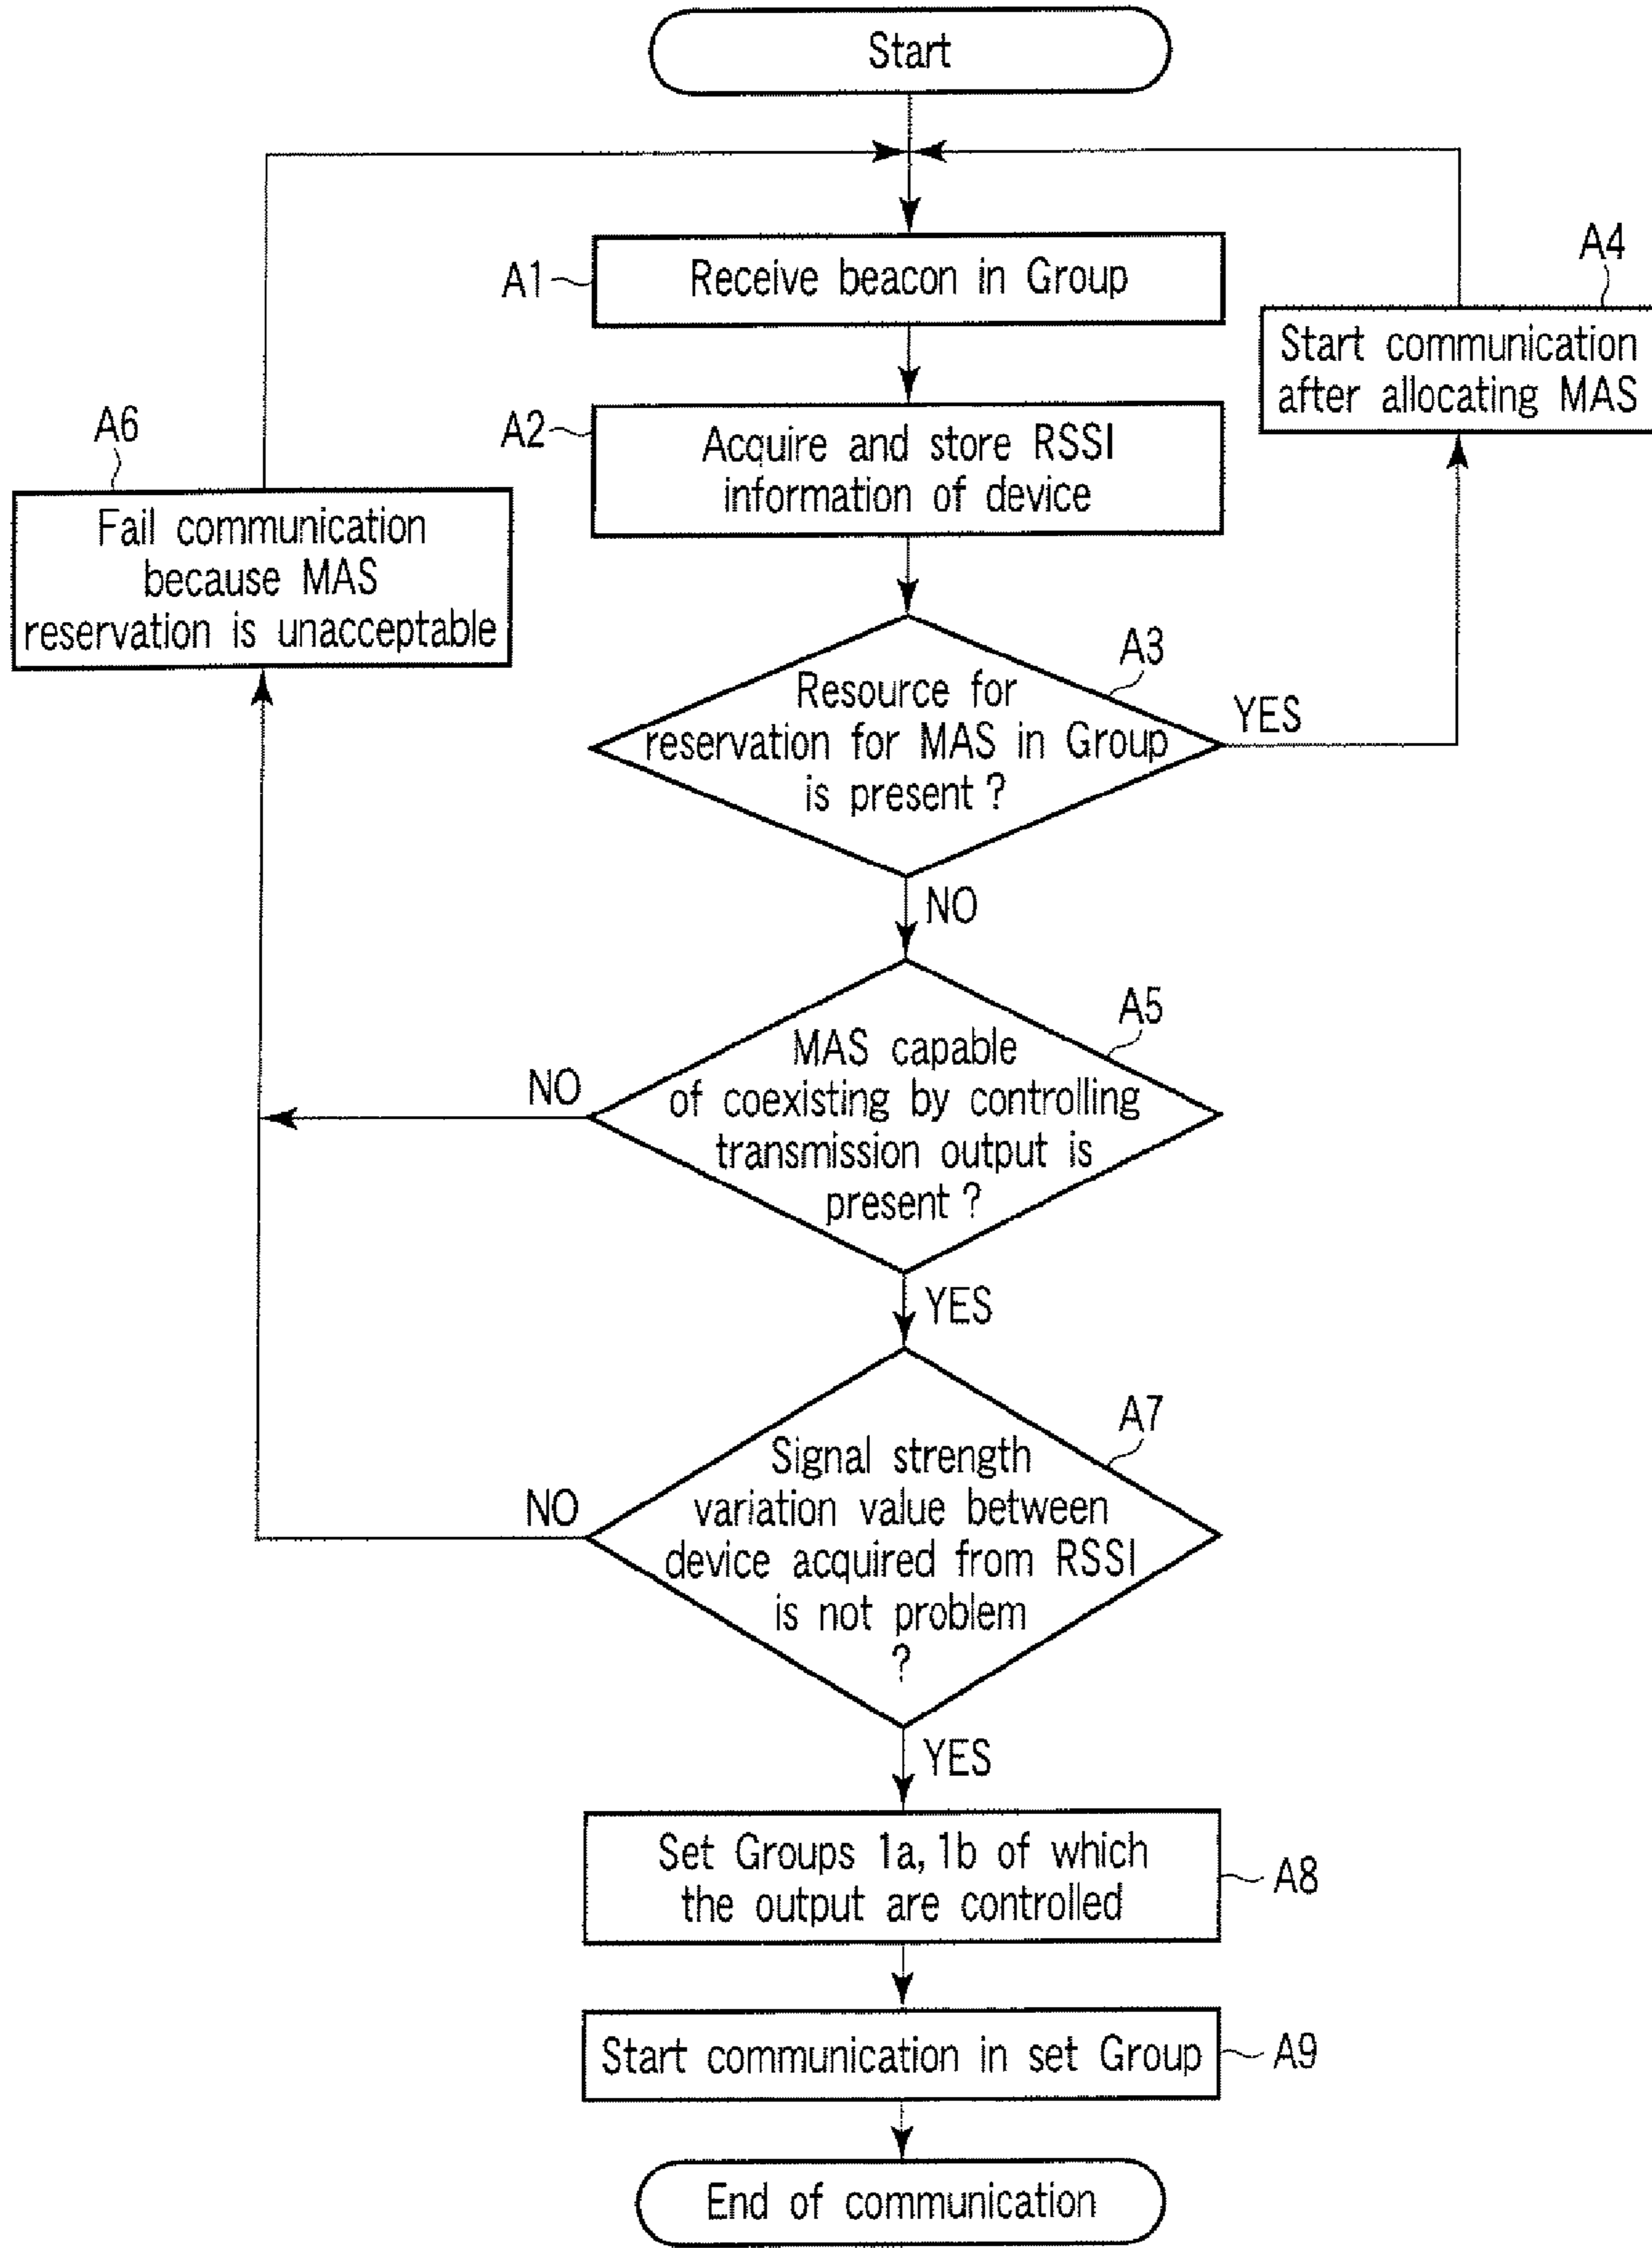 Start
A1
Receive beacon in Group
A4
Start communication
after allocating MAS
A2
Acquire and store RSSI
information of device
A6
Fail communication
because MAS
reservation is unacceptable
A3
Resource for
reservation for MAS in Group
is present ?
YES
NO
A5
MAS capable
of coexisting by controlling
transmission output is
present ?
NO
YES
A7
Signal strength
variation value between
device acquired from RSSI
is not problem
?
NO
YES
Set Groups 1a, 1b of which
the output are controlled
A8
Start communication in set Group
A9
End of communication